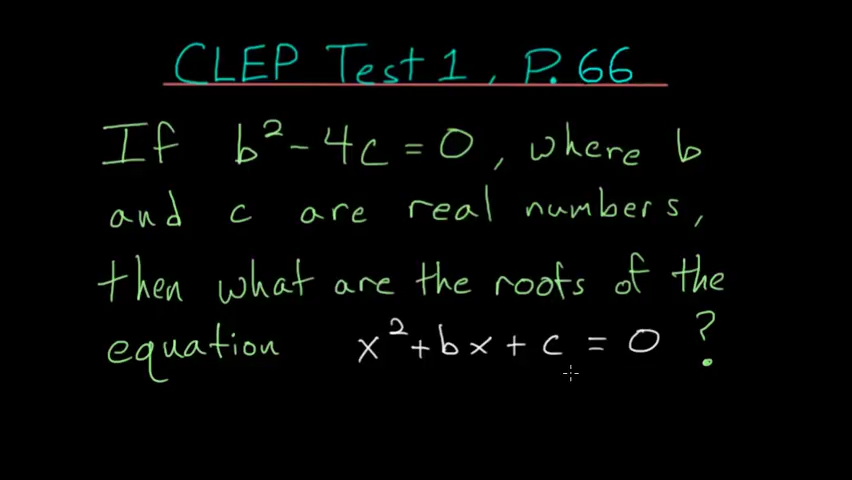 CLEP Test 1, P. 66
If b² - 4c = 0, where b
and c are real numbers,
then what are the roots of the
equation x² + bx + c = 0 ?